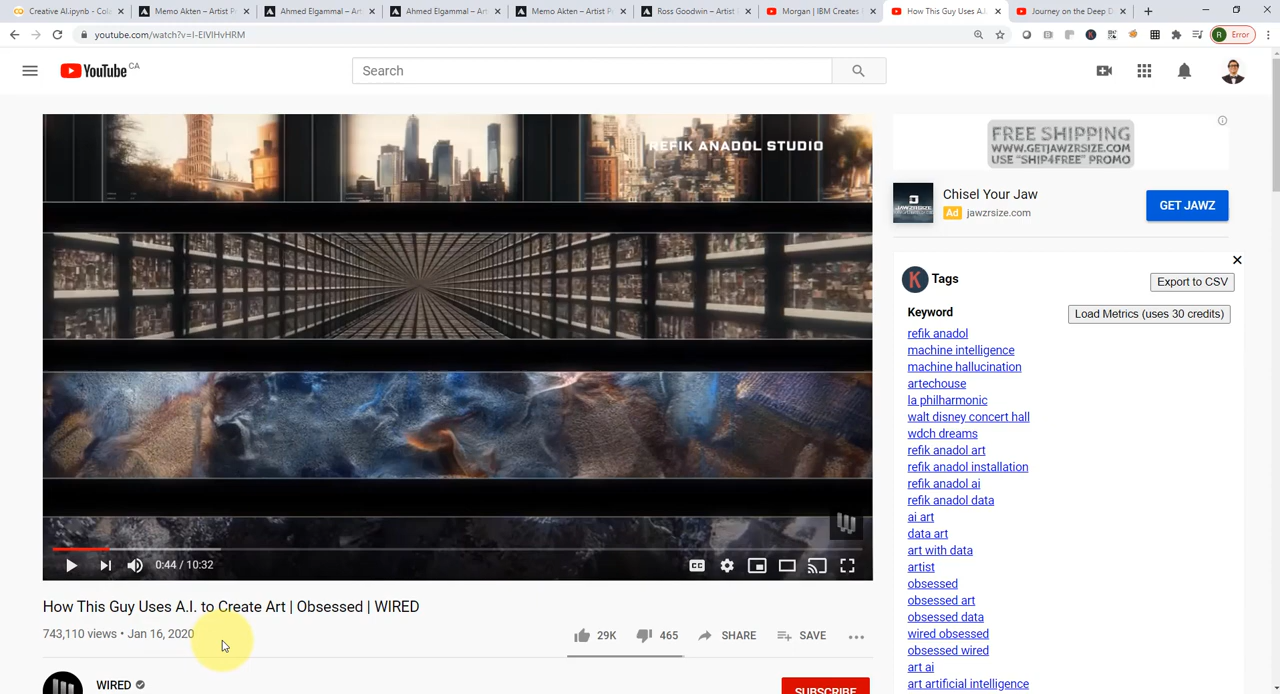 Creative AI.ipynb - Col
Memo Akten – Artist P
Ahmed Elgammal –
Ahmed Elgammal – Art
Memo Akten – Artist P
Ross Goodwin – Artist
Morgan | IBM Creates
How This Guy Uses A.I.
Journey on the Deep D
youtube.com/watch?v=I-EIVIHvHRM
R Error
YouTube CA
Search
REFIK ANADOL STUDIO
0:44 / 10:32
CC
How This Guy Uses A.I. to Create Art | Obsessed | WIRED
743,110 views • Jan 16, 2020
29K
465
SHARE
SAVE
WIRED
SUBSCRIBE
FREE SHIPPING
WWW.GETJAWZRSIZE.COM
USE "SHIP4FREE" PROMO
Chisel Your Jaw
Ad jawzrsize.com
GET JAWZ
K Tags
Export to CSV
Keyword
Load Metrics (uses 30 credits)
refik anadol
machine intelligence
machine hallucination
artechouse
la philharmonic
walt disney concert hall
wdch dreams
refik anadol art
refik anadol installation
refik anadol ai
refik anadol data
ai art
data art
art with data
artist
obsessed
obsessed art
obsessed data
wired obsessed
obsessed wired
art ai
art artificial intelligence